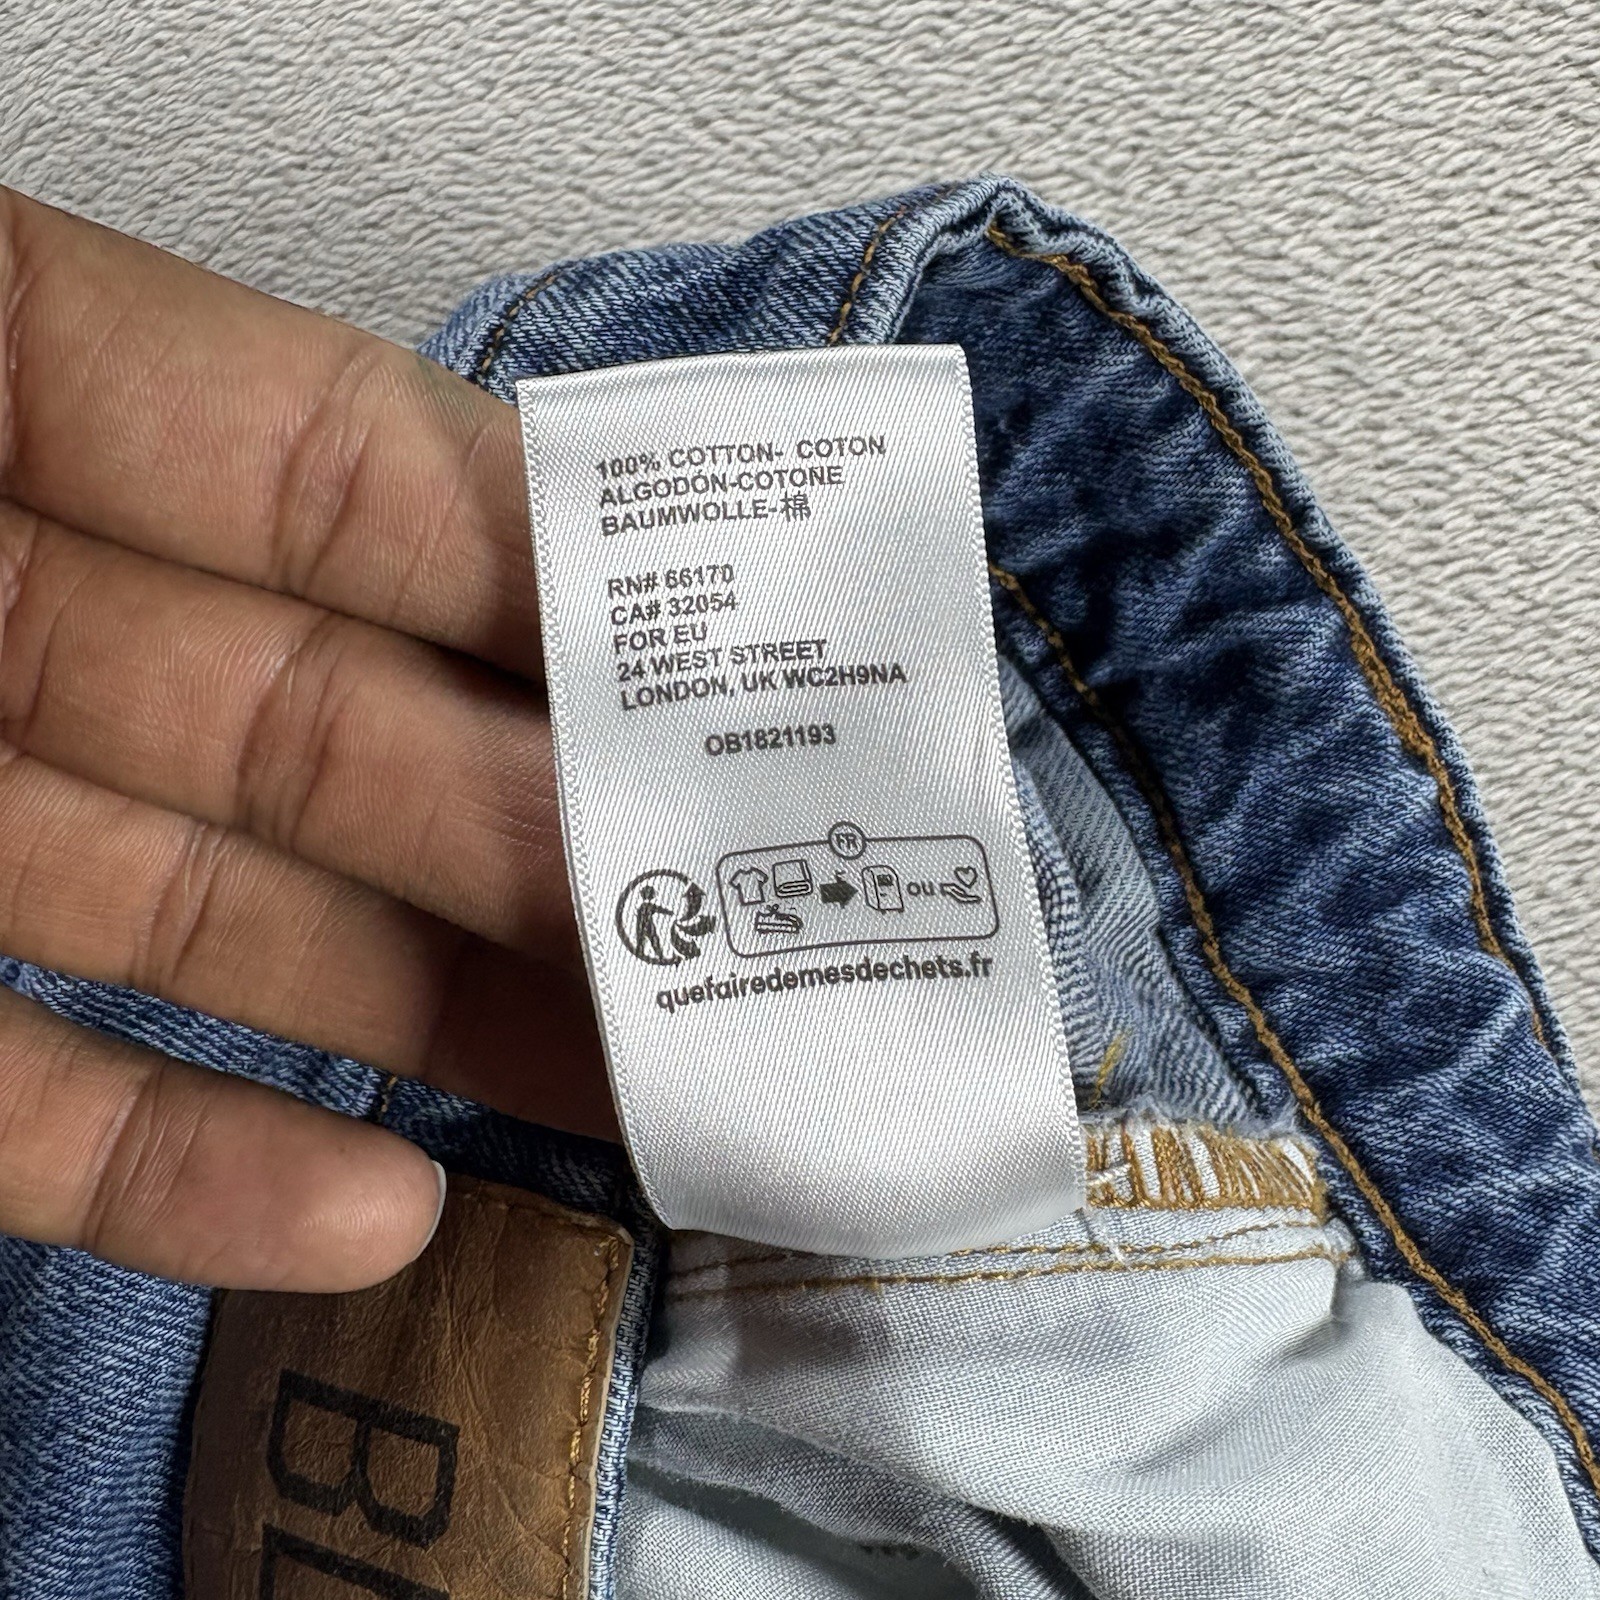 100% COTTON- COTON
ALGODON-COTONE
BAUMWOLLE-棉
RN# 66170
CA# 32054
FOR EU
24 WEST STREET
LONDON, UK WC2H9NA
OB1821193
FR
ou
quefairedemesdechets.fr